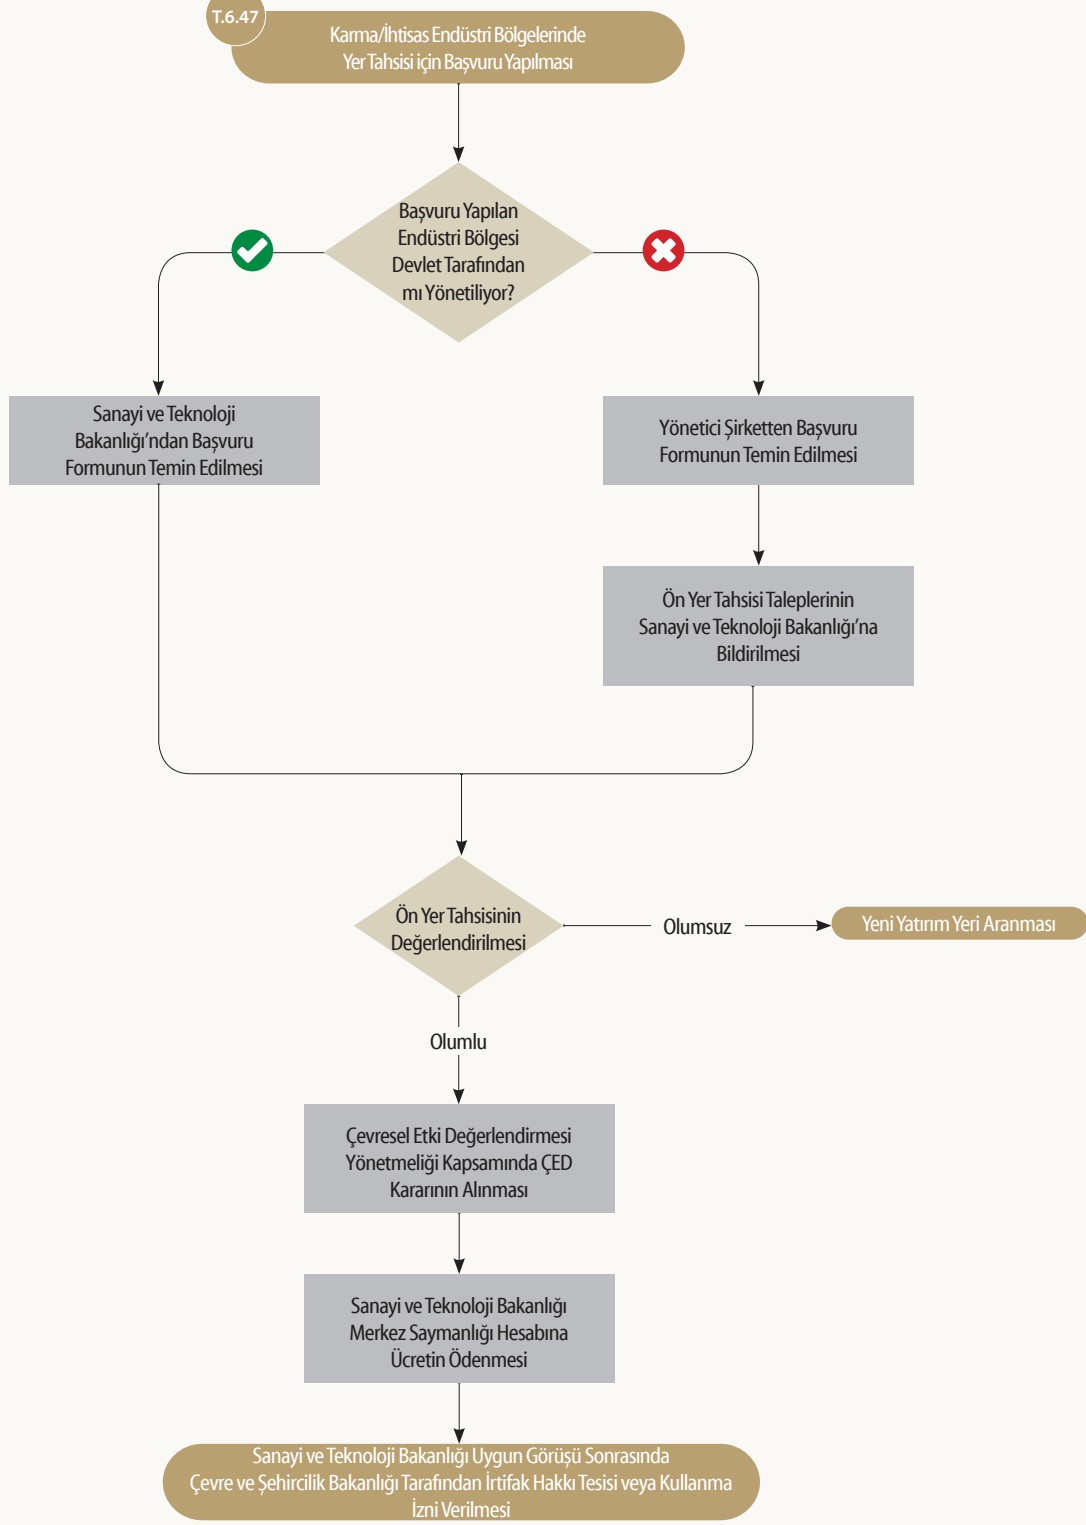 T.6.47
Karma/İhtisas Endüstri Bölgelerinde
Yer Tahsisi için Başvuru Yapılması
Başvuru Yapılan
Endüstri Bölgesi
Devlet Tarafından
mı Yönetiliyor?
Sanayi ve Teknoloji
Bakanlığı’ndan Başvuru
Formunun Temin Edilmesi
Yönetici Şirketten Başvuru
Formunun Temin Edilmesi
Ön Yer Tahsisi Taleplerinin
Sanayi ve Teknoloji Bakanlığı’na
Bildirilmesi
Ön Yer Tahsisinin
Değerlendirilmesi
Olumsuz
Yeni Yatırım Yeri Aranması
Olumlu
Çevresel Etki Değerlendirmesi
Yönetmeliği Kapsamında ÇED
Kararının Alınması
Sanayi ve Teknoloji Bakanlığı
Merkez Saymanlığı Hesabına
Ücretin Ödenmesi
Sanayi ve Teknoloji Bakanlığı Uygun Görüşü Sonrasında
Çevre ve Şehircilik Bakanlığı Tarafından İrtifak Hakkı Tesisi veya Kullanma
İzni Verilmesi